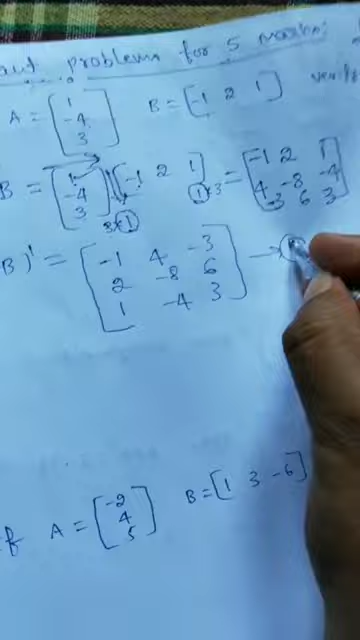 problems for 5 marks
A = [1 -4 3] B = [-1 2 1] verify
B = [1 -4 3] [-1 2 1] = [-1 2 1 4 -8 -4 -3 6 3]
3×1 1×3
B)' = [-1 4 -3 2 -8 6 1 -4 3] →
If A = [-2 4 5] B = [1 3 -6]